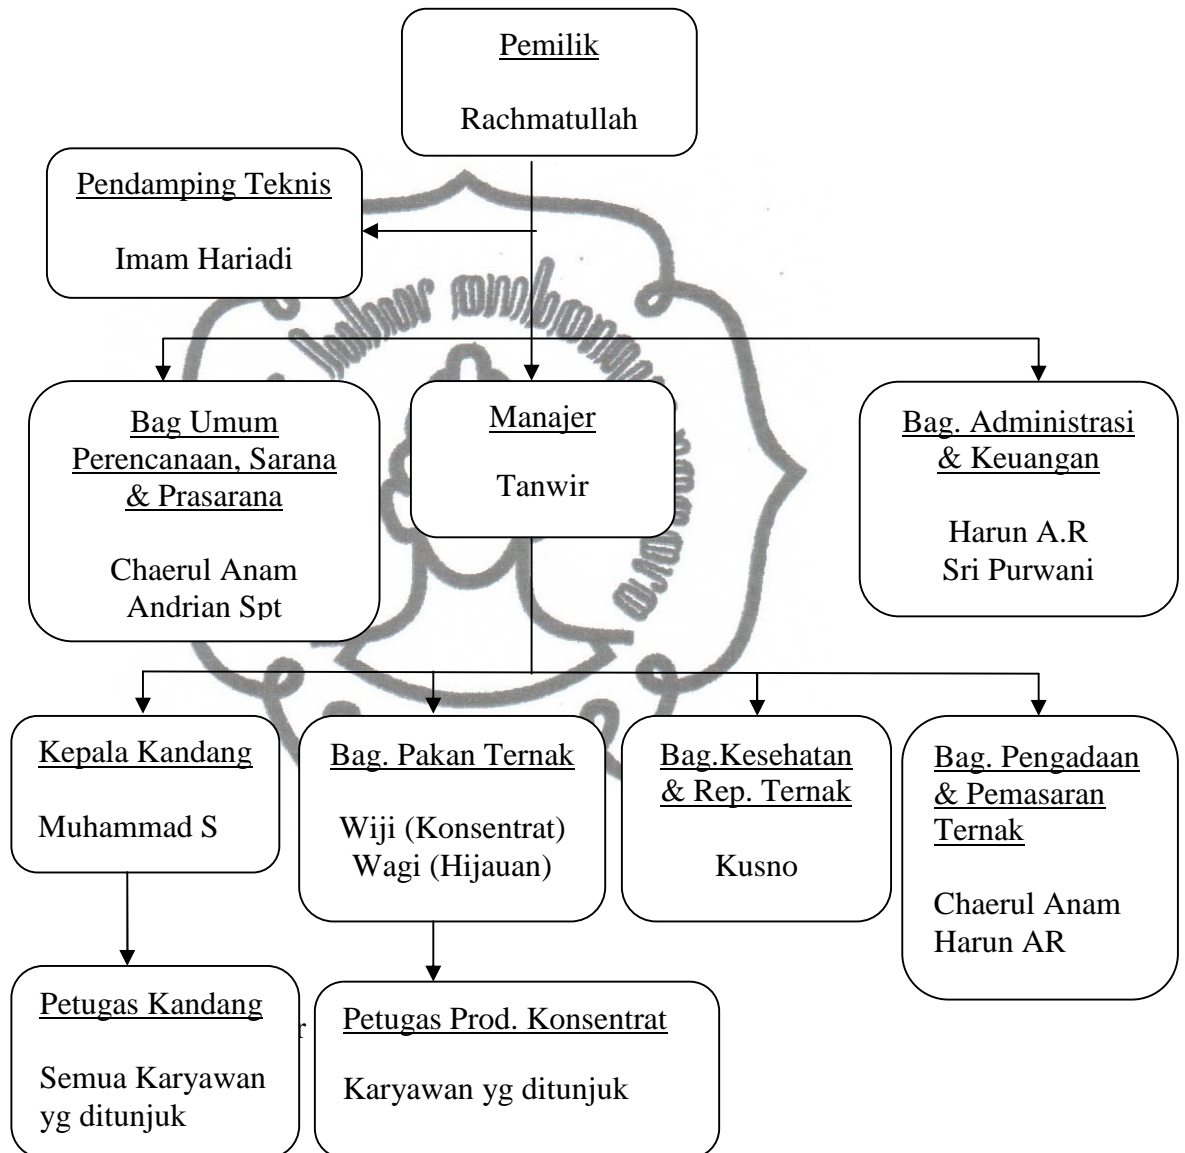 Pemilik
Rachmatullah
Pendamping Teknis
Imam Hariadi
Bag Umum
Perencanaan, Sarana
& Prasarana
Chaerul Anam
Andrian Spt
Manajer
Tanwir
Bag. Administrasi
& Keuangan
Harun A.R
Sri Purwani
Kepala Kandang
Muhammad S
Bag. Pakan Ternak
Wiji (Konsentrat)
Wagi (Hijauan)
Bag.Kesehatan
& Rep. Ternak
Kusno
Bag. Pengadaan
& Pemasaran
Ternak
Chaerul Anam
Harun AR
Petugas Kandang
Semua Karyawan
yg ditunjuk
r
Petugas Prod. Konsentrat
Karyawan yg ditunjuk